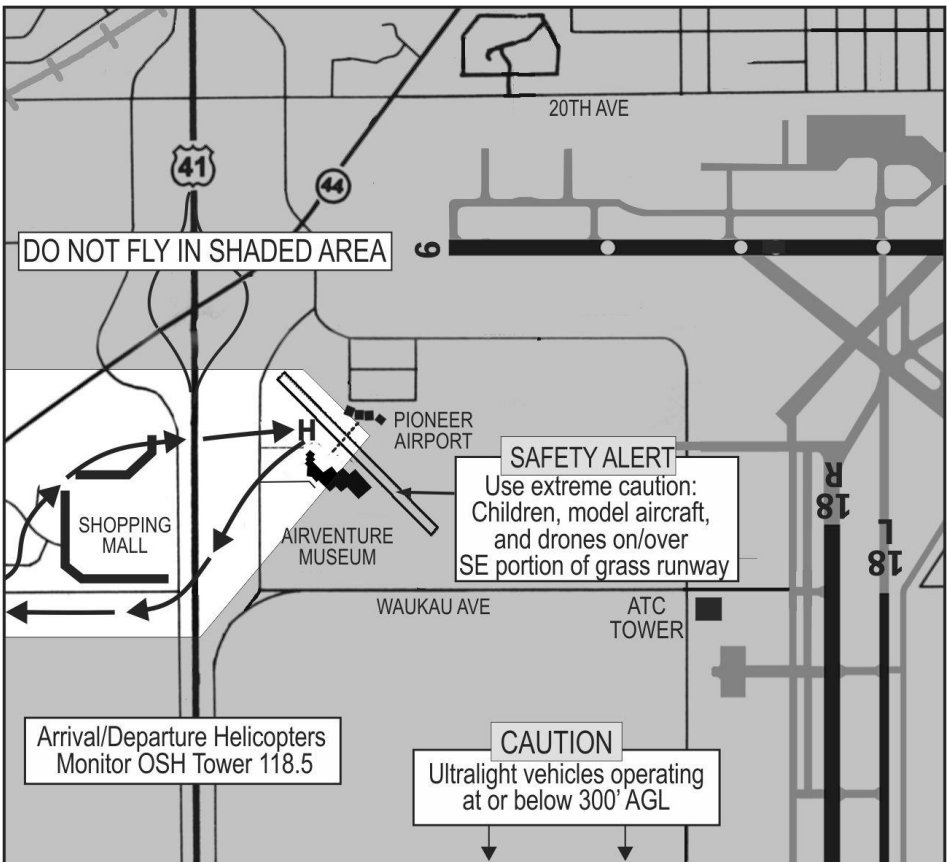 20TH AVE
41
44
DO NOT FLY IN SHADED AREA
9
H
PIONEER
AIRPORT
SAFETY ALERT
Use extreme caution:
Children, model aircraft,
and drones on/over
SE portion of grass runway
18
R
18
L
SHOPPING
MALL
AIRVENTURE
MUSEUM
WAUKAU AVE
ATC
TOWER
Arrival/Departure Helicopters
Monitor OSH Tower 118.5
CAUTION
Ultralight vehicles operating
at or below 300’ AGL